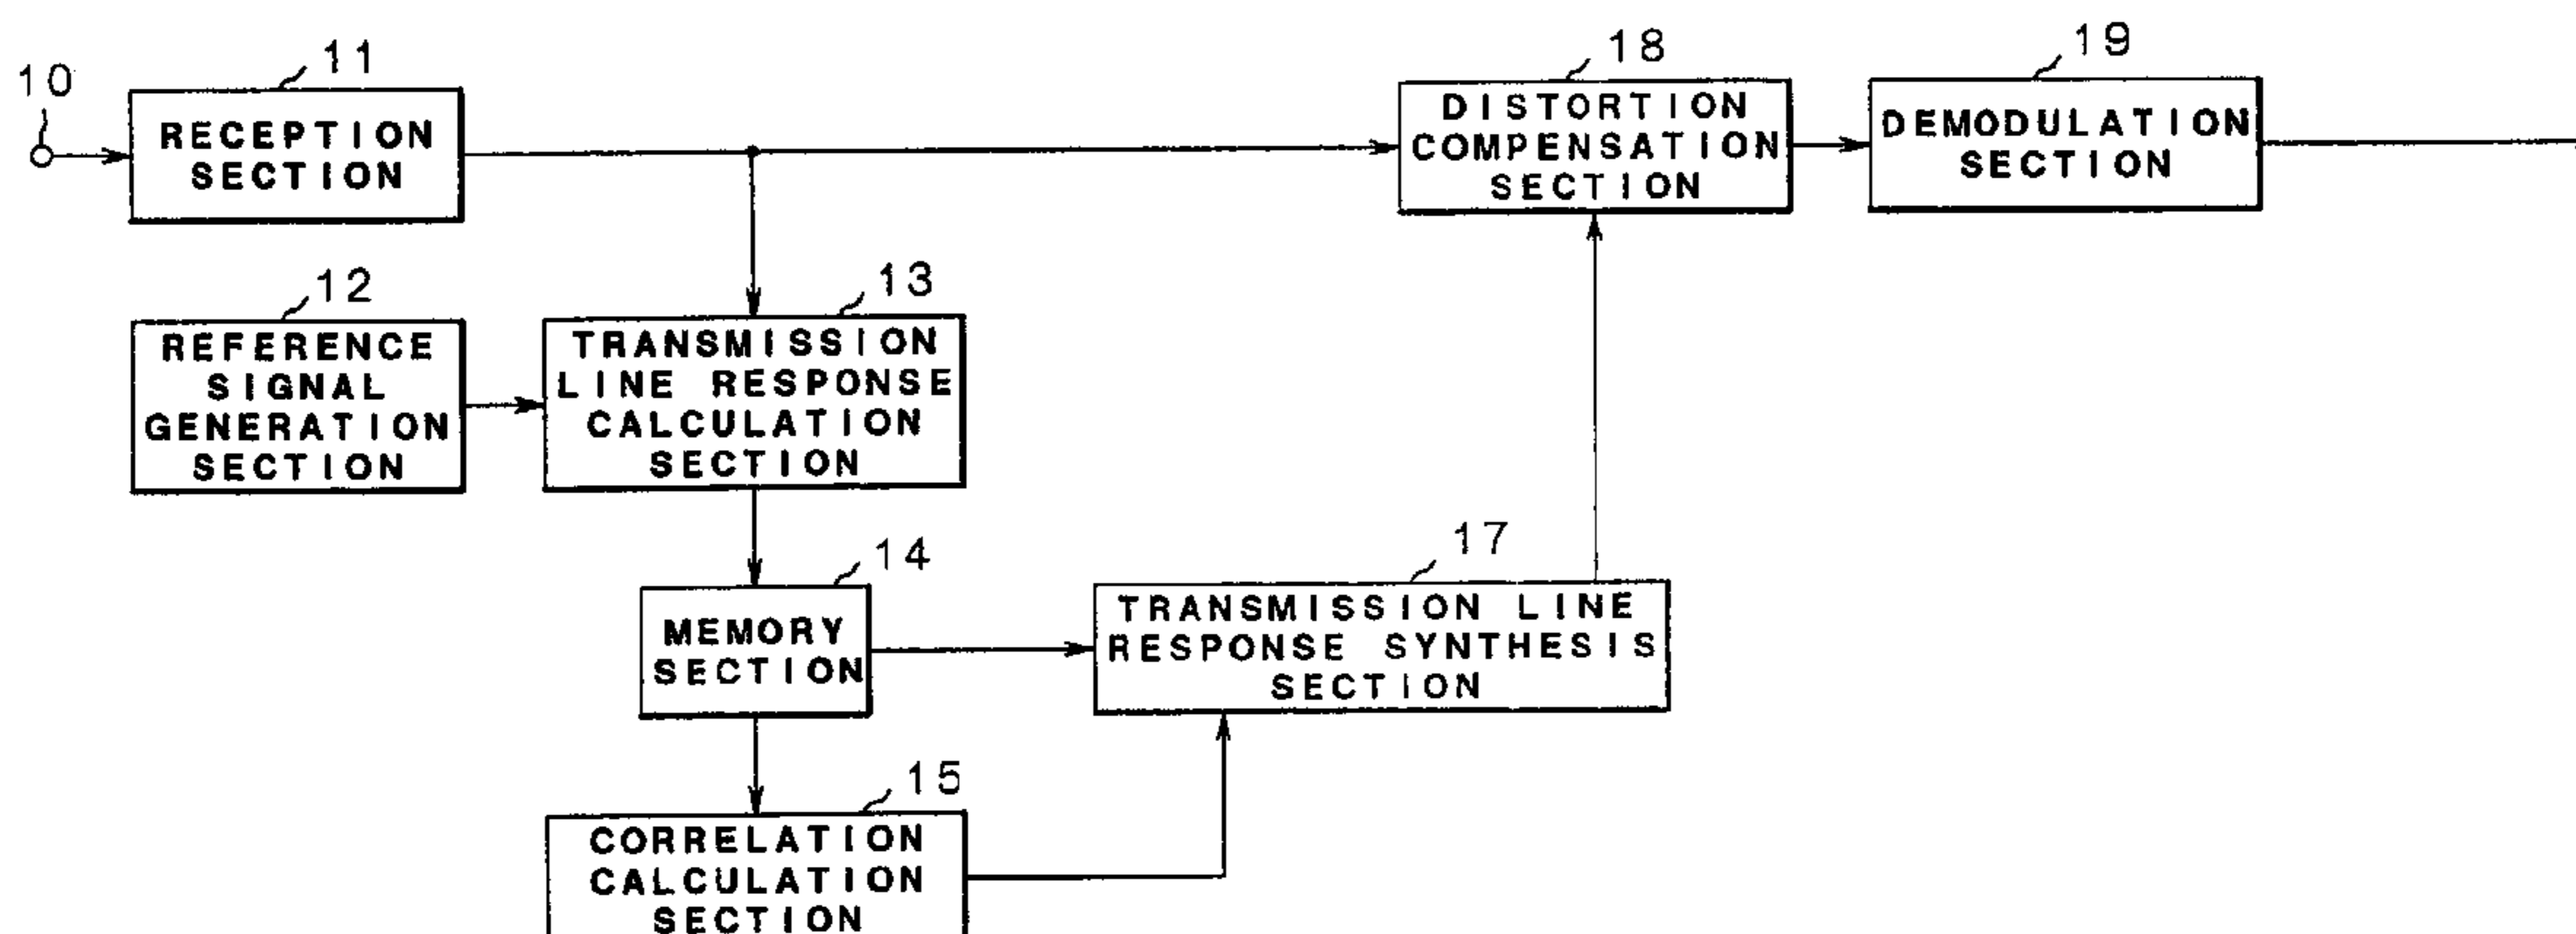 10
11
RECEPTION
SECTION
18
DISTORTION
COMPENSATION
SECTION
19
DEMODULATION
SECTION
12
REFERENCE
SIGNAL
GENERATION
SECTION
13
TRANSMISSION
LINE RESPONSE
CALCULATION
SECTION
14
MEMORY
SECTION
17
TRANSMISSION LINE
RESPONSE SYNTHESIS
SECTION
15
CORRELATION
CALCULATION
SECTION